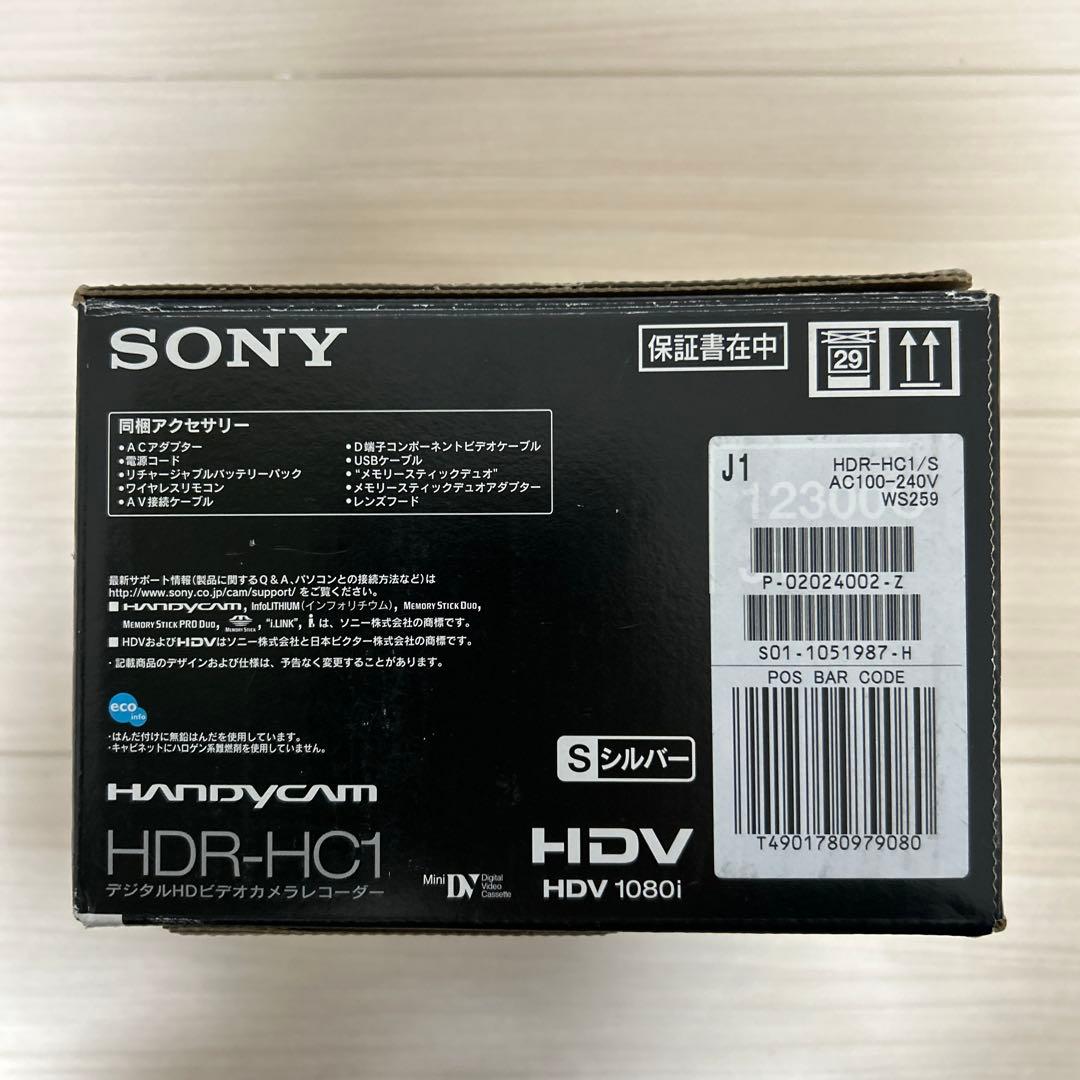 SONY
保証書在中
29
同梱アクセサリー
•ACアダプター
•電源コード
•リチャージャブルバッテリーパック
•ワイヤレスリモコン
•AV接続ケーブル
•D端子コンポーネントビデオケーブル
•USBケーブル
•"メモリースティックデュオ"
•メモリースティックデュオアダプター
•レンズフード
J1
HDR-HC1/S
AC100-240V
WS259
P-02024002-Z
S01-1051987-H
POS BAR CODE
T4901780979080
最新サポート情報(製品に関するQ&A、パソコンとの接続方法など)は
http://www.sony.co.jp/cam/support/ をご覧ください。
■HANDYCAM, InfoLITHIUM(インフォリチウム), MEMORY STICK DUO,
MEMORY STICK PRO DUO, MEMORY STICK, "i.LINK", i. は、ソニー株式会社の商標です。
■HDVおよびHDVはソニー株式会社と日本ビクター株式会社の商標です。
・記載商品のデザインおよび仕様は、予告なく変更することがあります。
eco
info
・はんだ付けに無鉛はんだを使用しています。
・キャビネットにハロゲン系難燃剤を使用していません。
S シルバー
HANDYCAM
HDR-HC1
デジタルHDビデオカメラレコーダー
Mini DV Digital Video Cassette
HDV
HDV 1080i